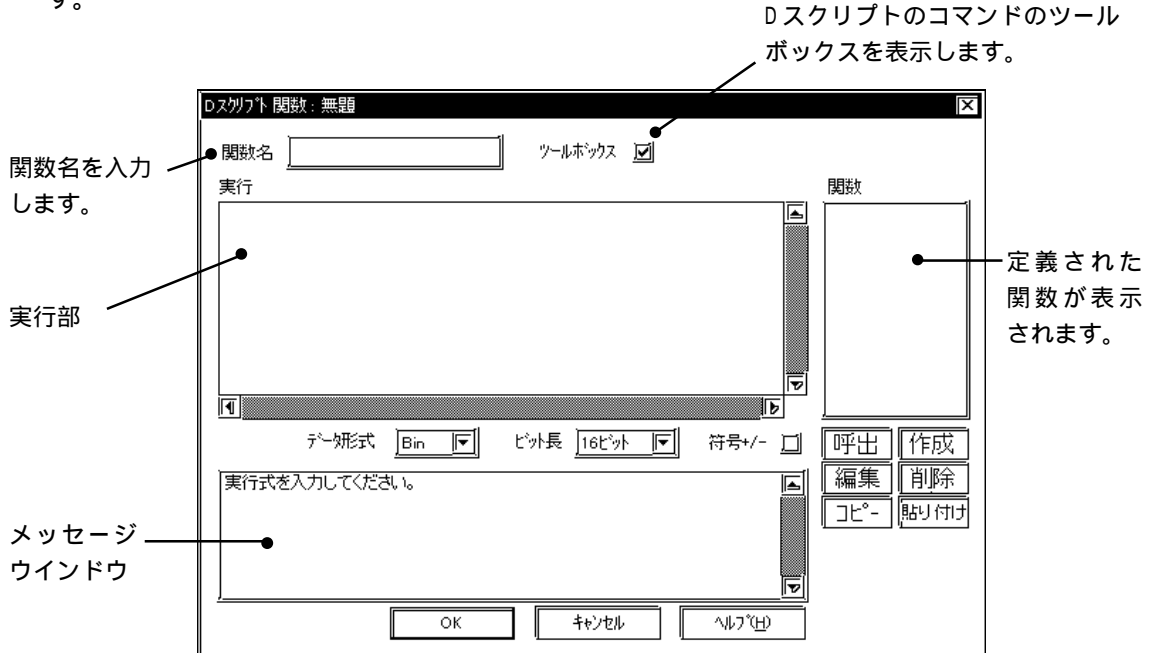 す。
Dスクリプトのコマンドのツール
ボックスを表示します。
Dスクリプト関数：無題
関数名を入力
します。
関数名
ツールボックス
実行
関数
実行部
定義された
関数が表示
されます。
データ形式 Bin ビット長 16ビット 符号+/-
呼出 作成
編集 削除
コピー 貼り付け
実行式を入力してください。
メッセージ
ウインドウ
OK キャンセル ヘルプ(H)